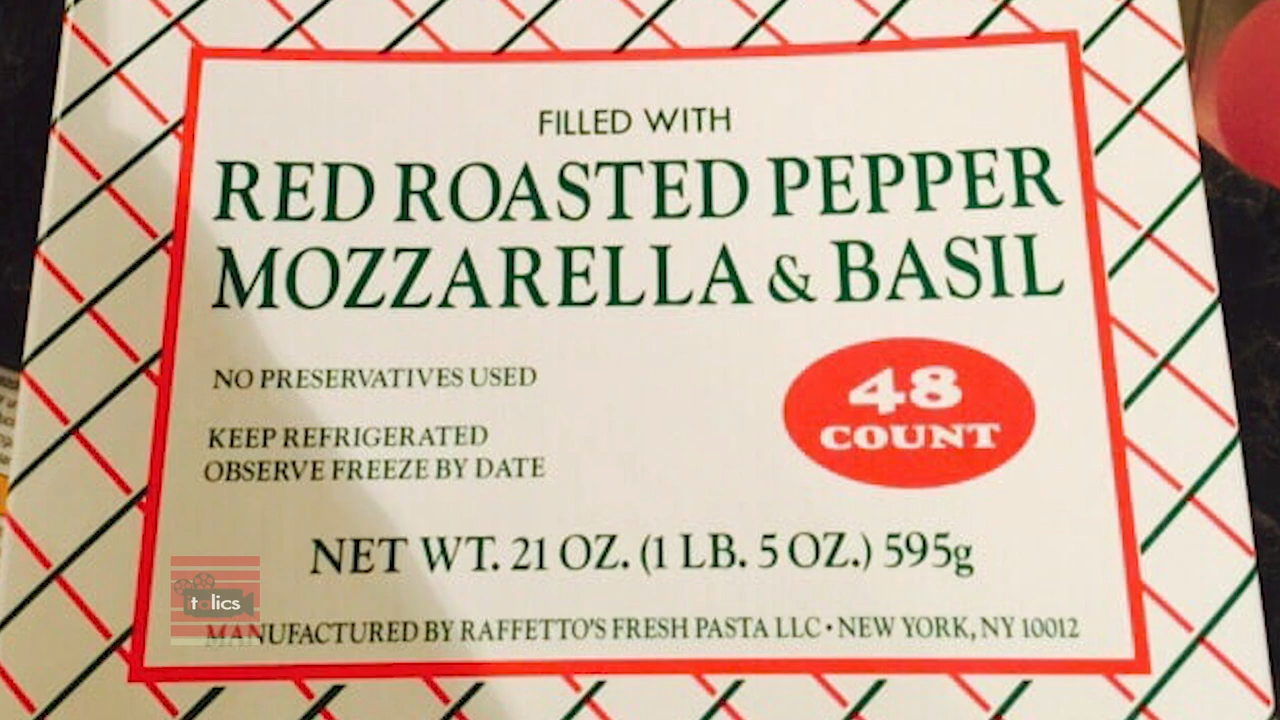 FILLED WITH
RED ROASTED PEPPER
MOZZARELLA & BASIL
NO PRESERVATIVES USED
48
COUNT
KEEP REFRIGERATED
OBSERVE FREEZE BY DATE
NET WT. 21 OZ. (1 LB. 5 OZ.) 595g
italics
MANUFACTURED BY RAFFETTO'S FRESH PASTA LLC • NEW YORK, NY 10012